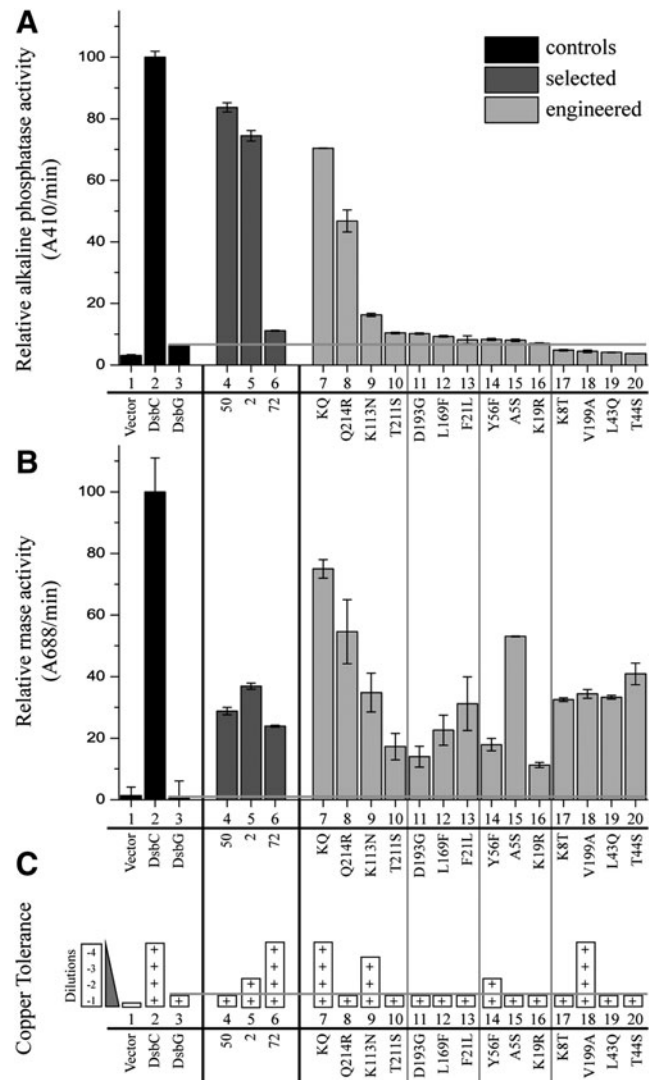 A
controls
selected
engineered
Relative alkaline phosphatase activity
(A410/min)
100
80
60
40
20
0
1 2 3 4 5 6 7 8 9 10 11 12 13 14 15 16 17 18 19 20
Vector DsbC DsbG 50 2 72 KQ Q214R K113N T211S D193G L169F F21L Y56F A5S K19R K8T V199A L43Q T44S
B
Relative rnase activity
(A688/min)
100
80
60
40
20
0
1 2 3 4 5 6 7 8 9 10 11 12 13 14 15 16 17 18 19 20
Vector DsbC DsbG 50 2 72 KQ Q214R K113N T211S D193G L169F F21L Y56F A5S K19R K8T V199A L43Q T44S
C
Copper Tolerance
Dilutions
-4 + + + +
-3 + + + + +
-2 + + + + + + +
-1 + + + + + + + + + + + + + + + + + + +
1 2 3 4 5 6 7 8 9 10 11 12 13 14 15 16 17 18 19 20
Vector DsbC DsbG 50 2 72 KQ Q214R K113N T211S D193G L169F F21L Y56F A5S K19R K8T V199A L43Q T44S